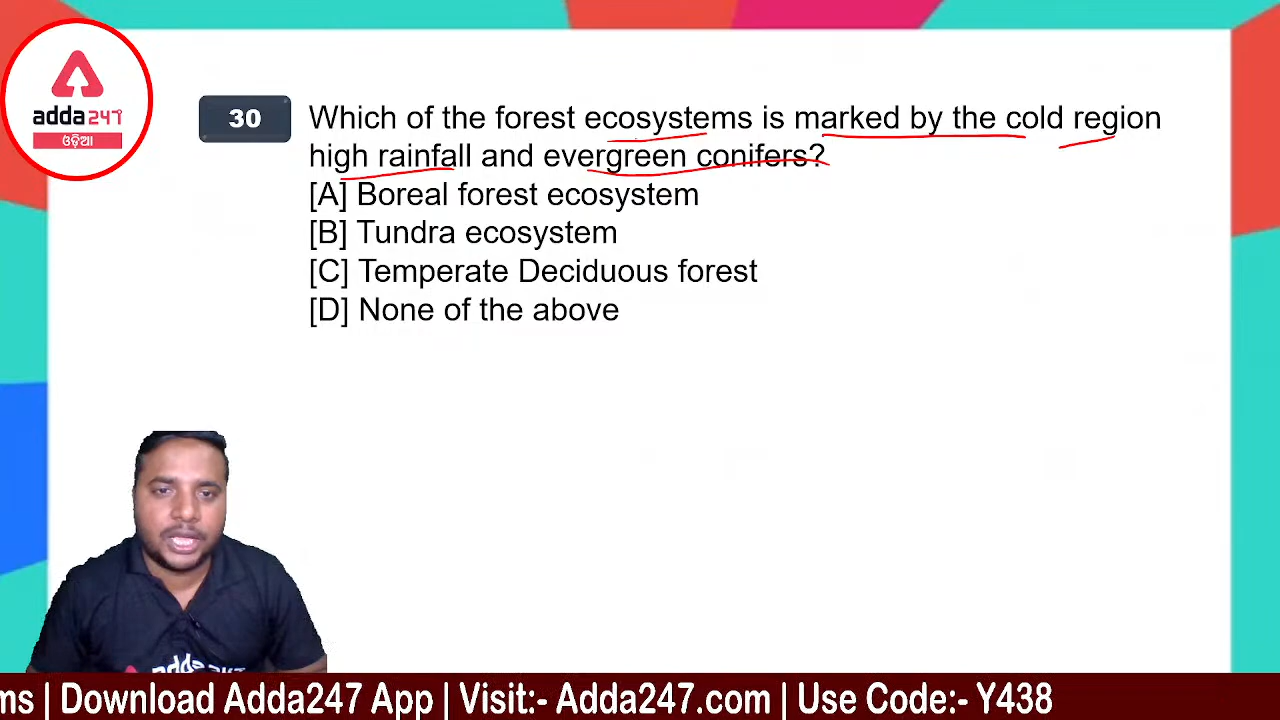 adda247
ଓଡ଼ିଆ
30
Which of the forest ecosystems is marked by the cold region
high rainfall and evergreen conifers?
[A] Boreal forest ecosystem
[B] Tundra ecosystem
[C] Temperate Deciduous forest
[D] None of the above
adda247
ms | Download Adda247 App | Visit:- Adda247.com | Use Code:- Y438